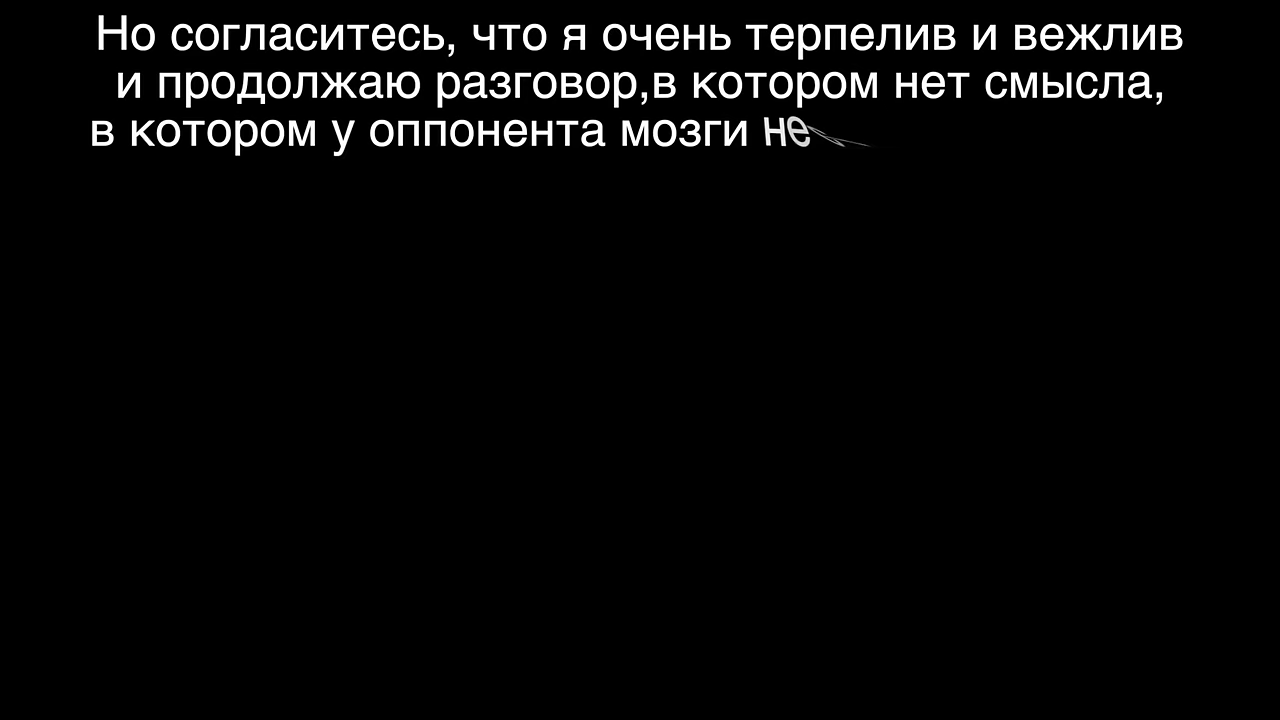 Но согласитесь, что я очень терпелив и вежлив
и продолжаю разговор,в котором нет смысла,
в котором у оппонента мозги не